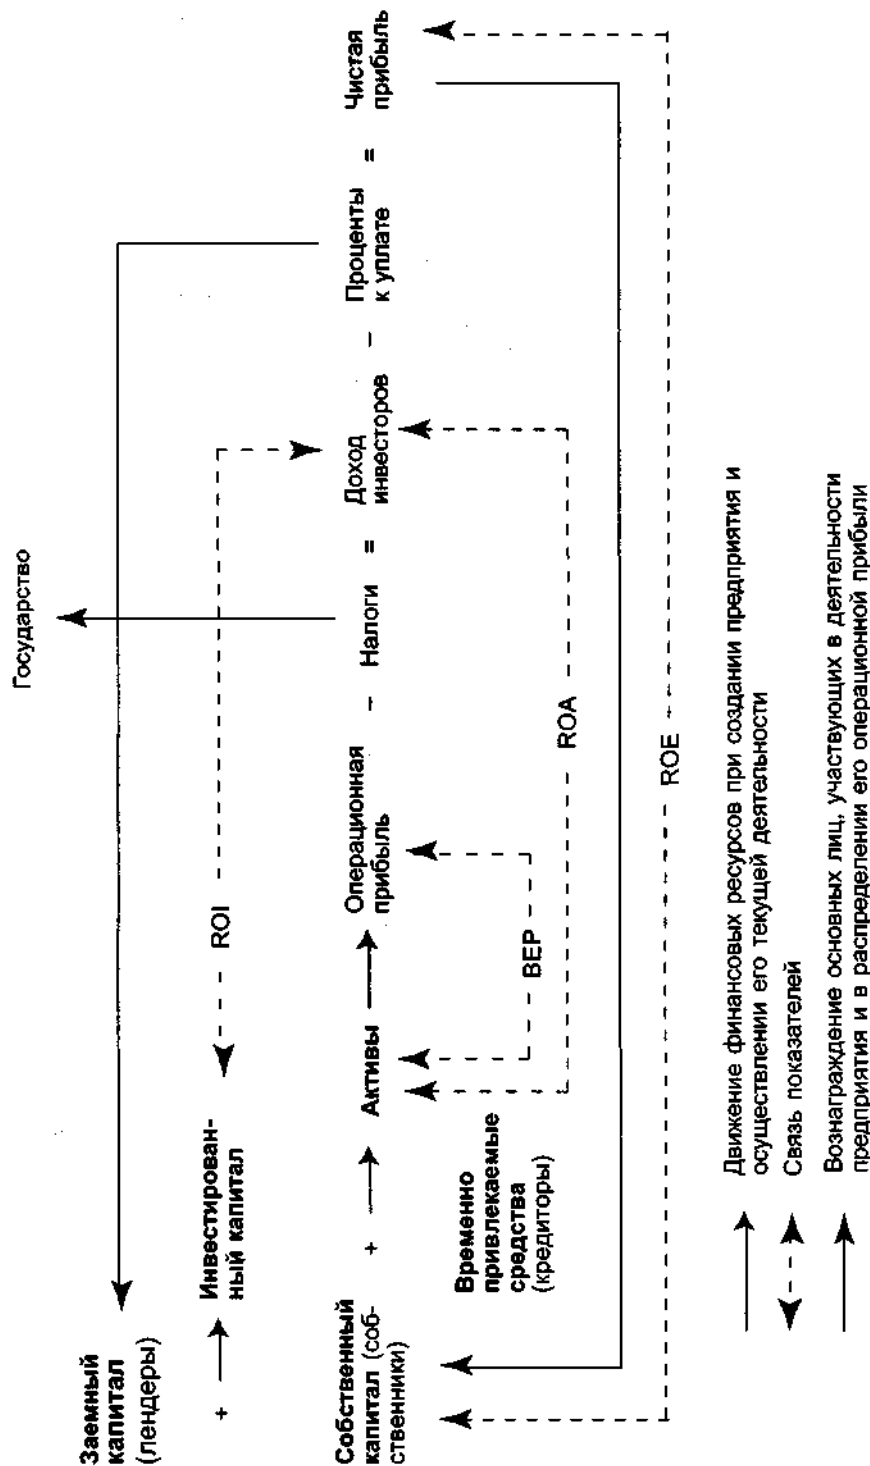 Государство
Заемный
капитал
(лендеры)
+
Инвестирован-
ный капитал
ROI
Собственный
капитал (соб-
ственники)
+
Временно
привлекаемые
средства
(кредиторы)
Активы
Операционная
прибыль
–
Налоги
=
Доход
инвесторов
–
Проценты
к уплате
=
Чистая
прибыль
BEP
ROA
ROE
Движение финансовых ресурсов при создании предприятия и
осуществлении его текущей деятельности
Связь показателей
Вознаграждение основных лиц, участвующих в деятельности
предприятия и в распределении его операционной прибыли